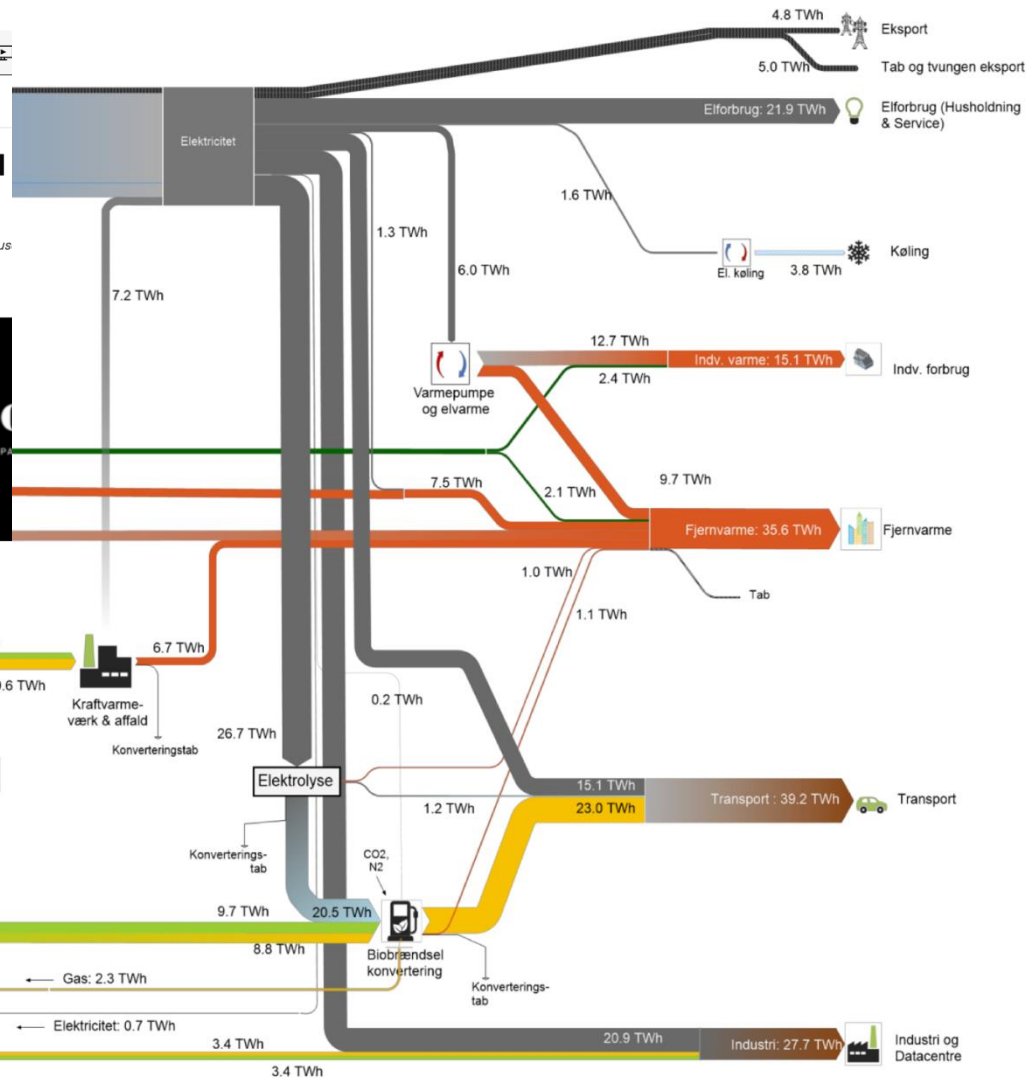 4.8 TWh
Eksport
5.0 TWh
Tab og tvungen eksport
Elforbrug: 21.9 TWh
Elforbrug (Husholdning
& Service)
Elektricitet
1.6 TWh
1.3 TWh
6.0 TWh
El. køling
3.8 TWh
Køling
7.2 TWh
12.7 TWh
Indv. varme: 15.1 TWh
2.4 TWh
Indv. forbrug
Varmepumpe
og elvarme
7.5 TWh
2.1 TWh
9.7 TWh
Fjernvarme: 35.6 TWh
Fjernvarme
1.0 TWh
1.1 TWh
Tab
6.7 TWh
Kraftvarme-
værk & affald
Konverteringstab
0.2 TWh
26.7 TWh
Elektrolyse
15.1 TWh
Transport : 39.2 TWh
Transport
1.2 TWh
23.0 TWh
Konverterings-
tab
CO2,
N2
9.7 TWh
20.5 TWh
8.8 TWh
Biobrændsel
konvertering
Gas: 2.3 TWh
Konverterings-
tab
Elektricitet: 0.7 TWh
3.4 TWh
20.9 TWh
Industri: 27.7 TWh
Industri og
Datacentre
3.4 TWh